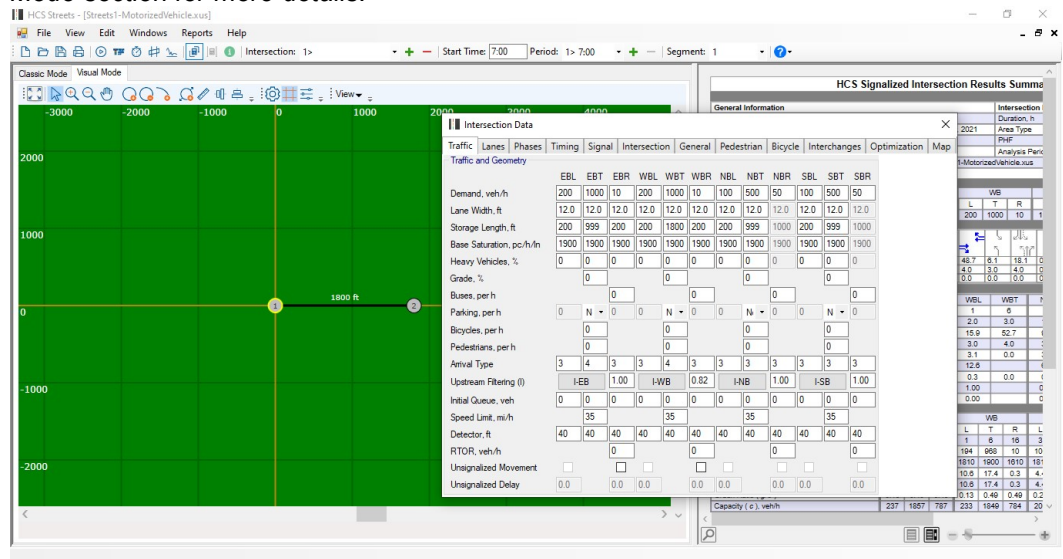 HCS Streets - [Streets1-MotorizedVehicle.xus]
File View Edit Windows Reports Help
Intersection: 1> Start Time: 7:00 Period: 1> 7:00 Segment: 1
Classic Mode Visual Mode
View
-3000 -2000 -1000 0 1000 2000 3000 4000
2000
1000
0
-1000
-2000
1 1800 ft 2
HCS Signalized Intersection Results Summa
General Information
Duration, h
2021 Area Type
PHF
Analysis Peri
1-MotorizedVehicle.xus
Intersection Data
Traffic Lanes Phases Timing Signal Intersection General Pedestrian Bicycle Interchanges Optimization Map
Traffic and Geometry
EBL EBT EBR WBL WBT WBR NBL NBT NBR SBL SBT SBR
Demand, veh/h 200 1000 10 200 1000 10 100 500 50 100 500 50
Lane Width, ft 12.0 12.0 12.0 12.0 12.0 12.0 12.0 12.0 12.0 12.0 12.0 12.0
Storage Length, ft 200 999 200 200 1800 200 200 999 1000 200 999 1000
Base Saturation, pc/h/ln 1900 1900 1900 1900 1900 1900 1900 1900 1900 1900 1900 1900
Heavy Vehicles, % 0 0 0 0 0 0 0 0 0 0 0 0
Grade, % 0 0 0 0
Buses, per h 0 0 0 0
Parking, per h 0 N 0 0 N 0 0 N 0 0 N 0
Bicycles, per h 0 0 0 0
Pedestrians, per h 0 0 0 0
Arrival Type 3 4 3 3 4 3 3 3 3 3 3 3
Upstream Filtering (I) I-EB 1.00 I-WB 0.82 I-NB 1.00 I-SB 1.00
Initial Queue, veh 0 0 0 0 0 0 0 0 0 0 0 0
Speed Limit, mi/h 35 35 35 35
Detector, ft 40 40 40 40 40 40 40 40 40 40 40 40
RTOR, veh/h 0 0 0 0
Unsignalized Movement
Unsignalized Delay 0.0 0.0 0.0 0.0 0.0 0.0 0.0
WB
L T R
200 1000 10
48.7 6.1 18.1
4.0 3.0 4.0
0.0 0.0 0.0
WBL WBT
1 6
2.0 3.0
15.9 52.7
3.0 4.0
3.1 0.0
12.6
0.3 0.0
1.00
0.00
WB
L T R
1 6 16
194 968 10
1810 1900 1610
10.6 17.4 0.3
10.6 17.4 0.3
0.13 0.49 0.49
Capacity ( c ), veh/h 237 1857 787 233 1849 784